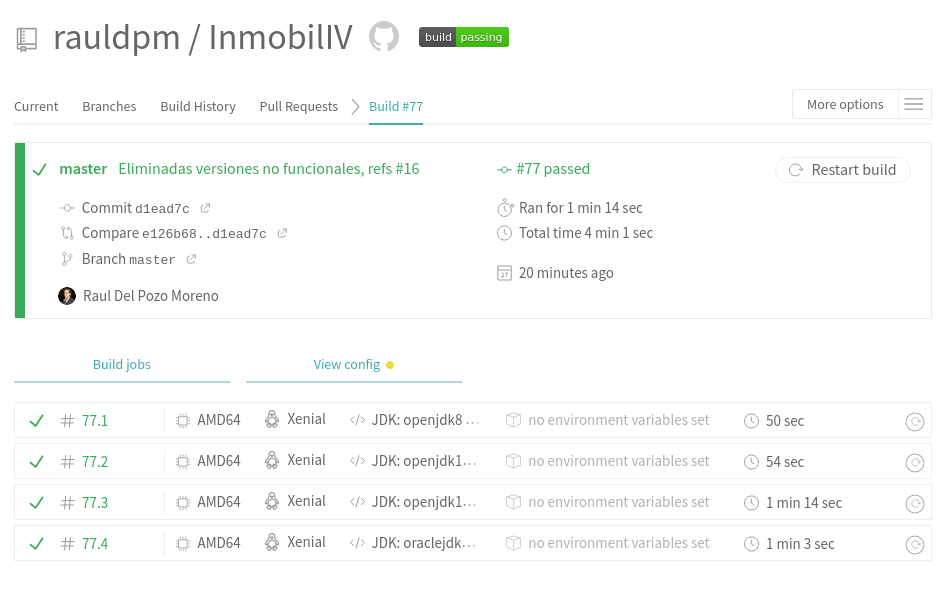 rauldpm / InmobilIV build passing
Current Branches Build History Pull Requests Build #77 More options
master Eliminadas versiones no funcionales, refs #16 #77 passed Restart build
Commit d1ead7c Ran for 1 min 14 sec
Compare e126b68..d1ead7c Total time 4 min 1 sec
Branch master
20 minutes ago
Raul Del Pozo Moreno
Build jobs View config
# 77.1 AMD64 Xenial </> JDK: openjdk8 … no environment variables set 50 sec
# 77.2 AMD64 Xenial </> JDK: openjdk1… no environment variables set 54 sec
# 77.3 AMD64 Xenial </> JDK: openjdk1… no environment variables set 1 min 14 sec
# 77.4 AMD64 Xenial </> JDK: oraclejdk… no environment variables set 1 min 3 sec